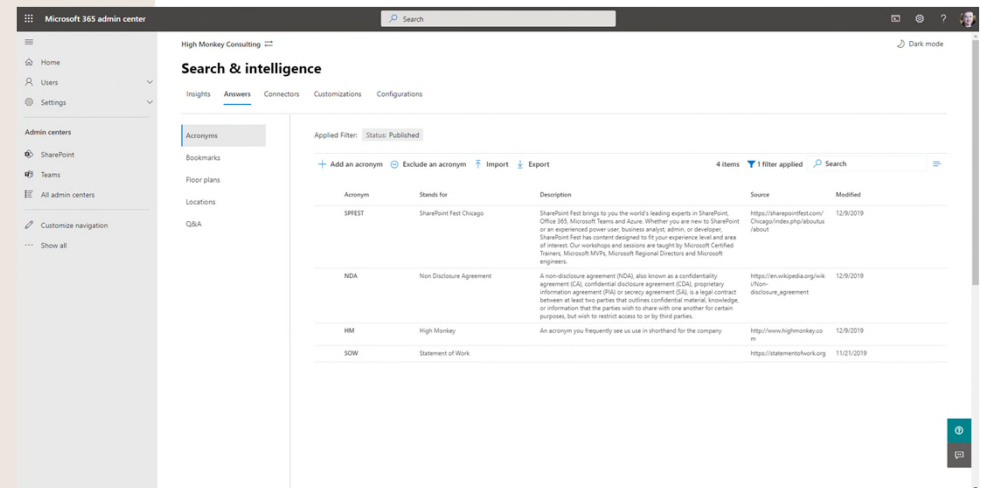 Microsoft 365 admin center
Search
?
High Monkey Consulting
Dark mode
Home
Users
Settings
Admin centers
SharePoint
Teams
All admin centers
Customize navigation
Show all
Search & intelligence
Insights Answers Connectors Customizations Configurations
Acronyms
Bookmarks
Floor plans
Locations
Q&A
Applied Filter: Status: Published
Add an acronym Exclude an acronym Import Export 4 items 1 filter applied Search
Acronym Stands for Description Source Modified
SPFEST SharePoint Fest Chicago
SharePoint Fest brings to you the world's leading experts in SharePoint,
Office 365, Microsoft Teams and Azure. Whether you are new to SharePoint
or an experienced power user, business analyst, admin, or developer,
SharePoint Fest has content designed to fit your experience level and area
of interest. Our workshops and sessions are taught by Microsoft Certified
Trainers, Microsoft MVPs, Microsoft Regional Directors and Microsoft
engineers.
https://sharepointfest.com/
Chicago/index.php/aboutus
/about
12/9/2019
NDA Non Disclosure Agreement
A non-disclosure agreement (NDA), also known as a confidentiality
agreement (CA), confidential disclosure agreement (CDA), proprietary
information agreement (PIA) or secrecy agreement (SA), is a legal contract
between at least two parties that outlines confidential material, knowledge,
or information that the parties wish to share with one another for certain
purposes, but wish to restrict access to or by third parties.
https://en.wikipedia.org/wik
i/Non-
disclosure_agreement
12/9/2019
HM High Monkey
An acronym you frequently see us use in shorthand for the company
http://www.highmonkey.co
m
12/9/2019
SOW Statement of Work
https://statementofwork.org
11/21/2019